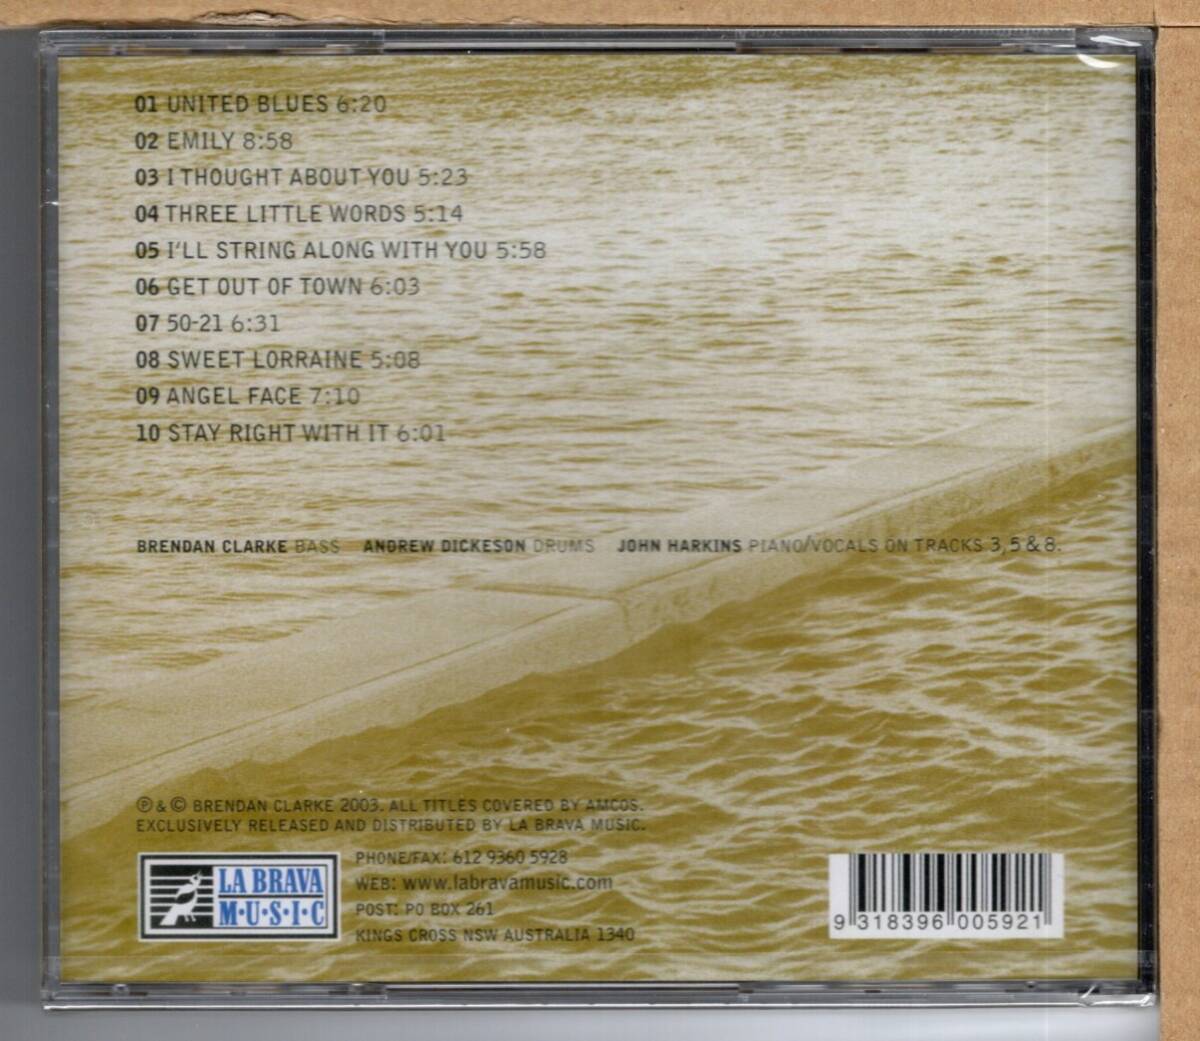 01 UNITED BLUES 6:20
02 EMILY 8:58
03 I THOUGHT ABOUT YOU 5:23
04 THREE LITTLE WORDS 5:14
05 I'LL STRING ALONG WITH YOU 5:58
06 GET OUT OF TOWN 6:03
07 50-21 6:31
08 SWEET LORRAINE 5:08
09 ANGEL FACE 7:10
10 STAY RIGHT WITH IT 6:01
BRENDAN CLARKE BASS ANDREW DICKESON DRUMS JOHN HARKINS PIANO/VOCALS ON TRACKS 3, 5 & 8.
℗ & © BRENDAN CLARKE 2003. ALL TITLES COVERED BY AMCOS.
EXCLUSIVELY RELEASED AND DISTRIBUTED BY LA BRAVA MUSIC.
LA BRAVA
M·U·S·I·C
PHONE/FAX: 612 9360 5928
WEB: www.labravamusic.com
POST: PO BOX 261
KINGS CROSS NSW AUSTRALIA 1340
9 318396 005921